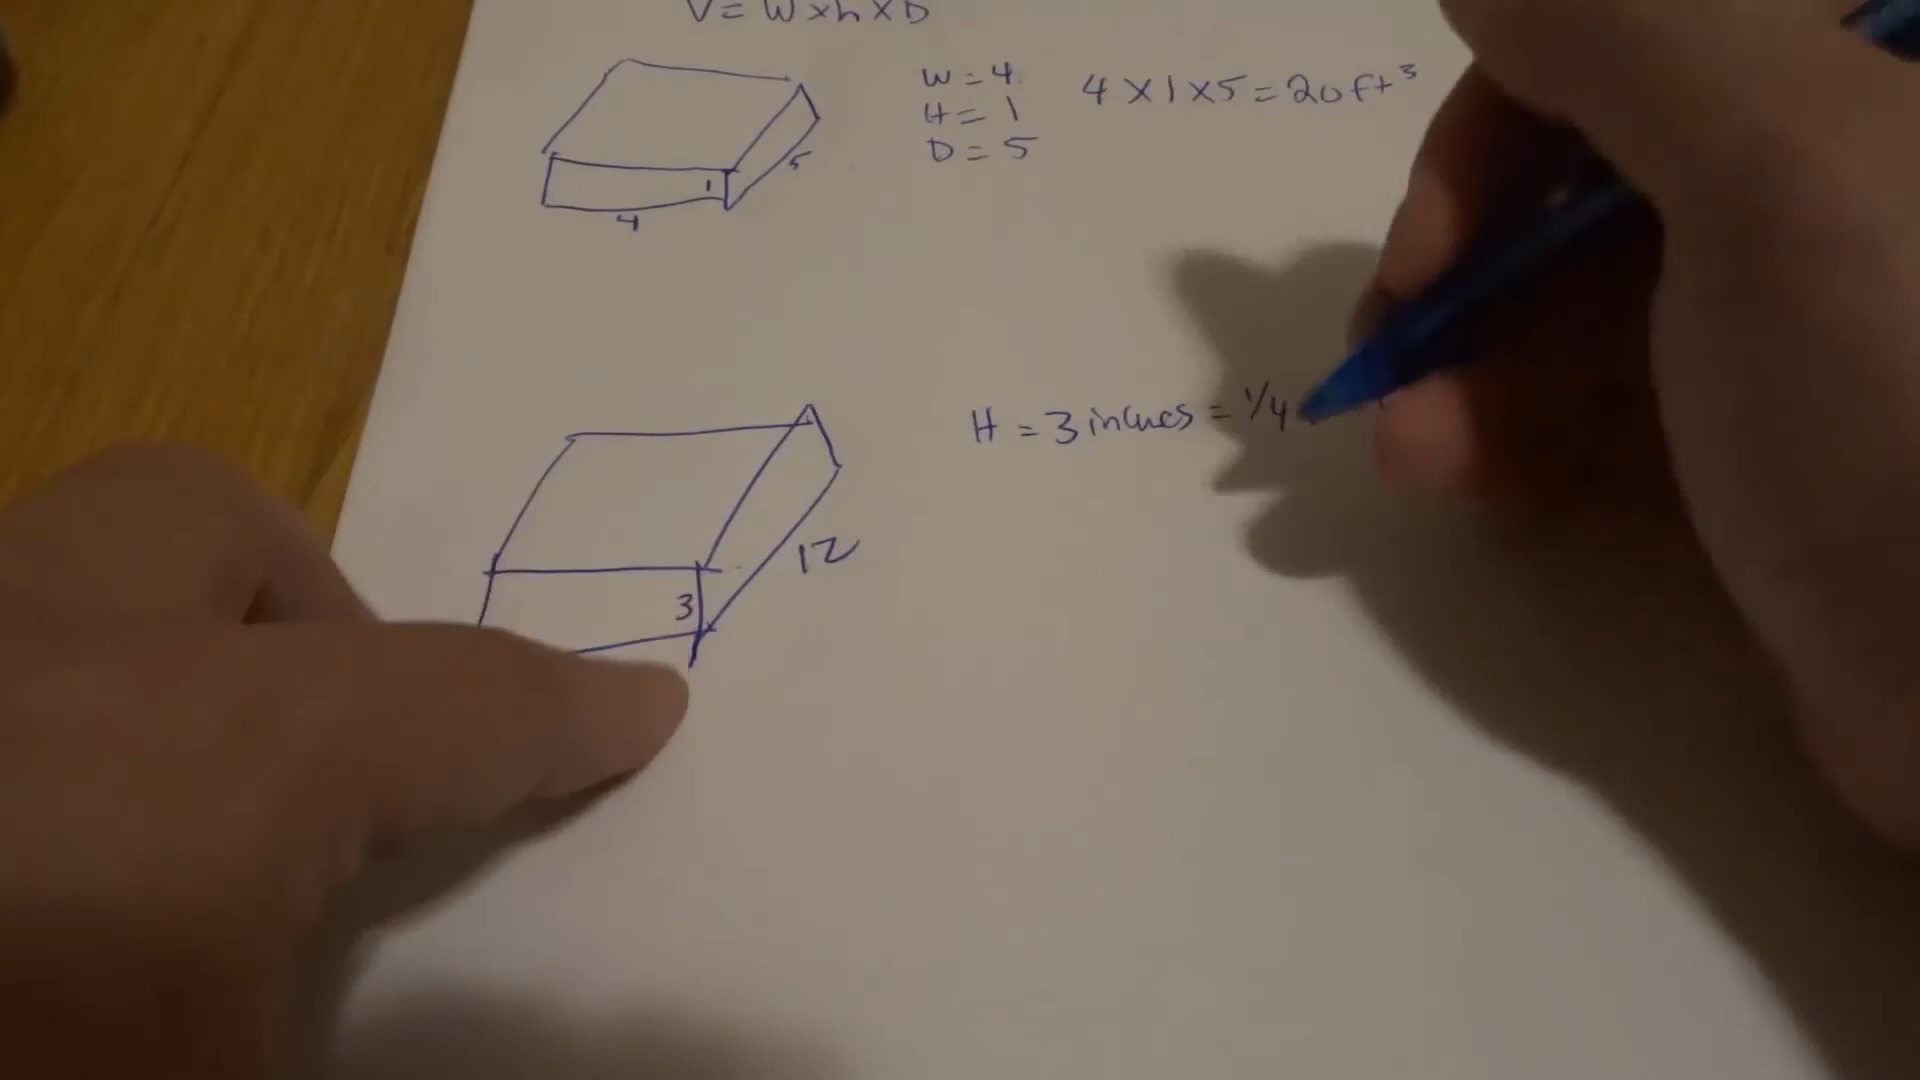 V = W x h x D
W = 4
H = 1
D = 5
4 x 1 x 5 = 20 ft³
5
1
4
H = 3 inches = 1/4
12
3